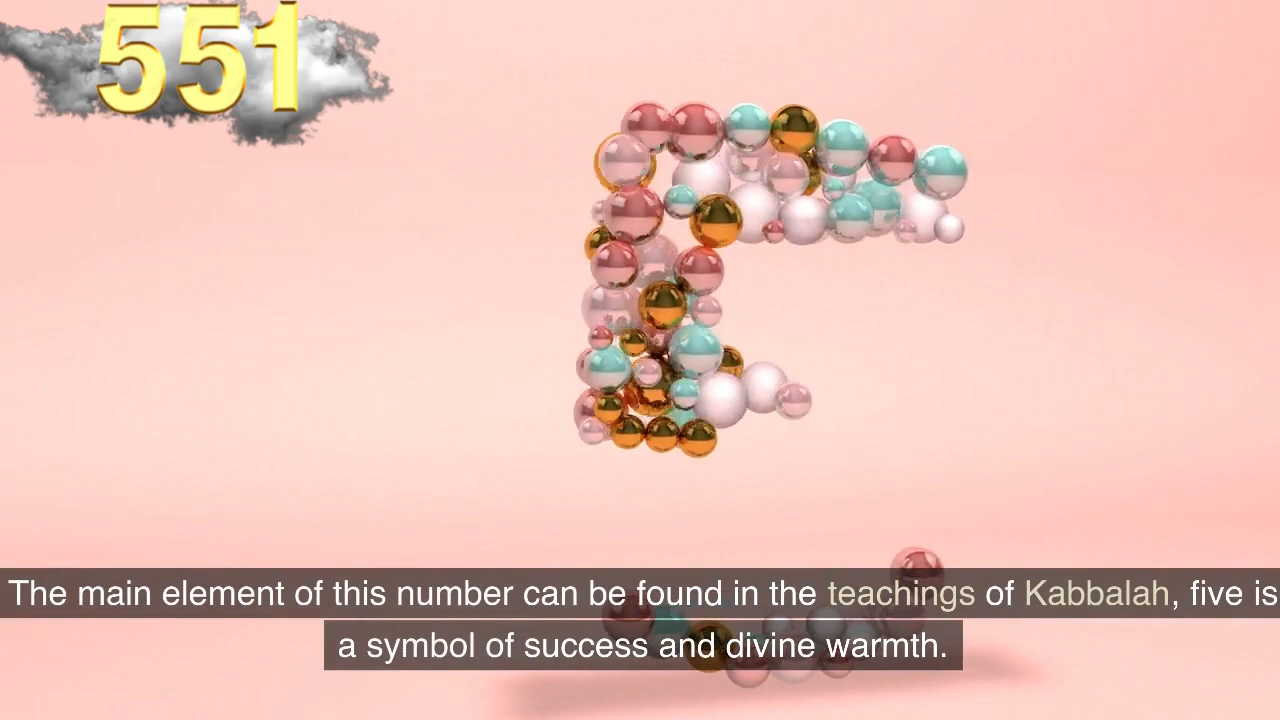 551
The main element of this number can be found in the teachings of Kabbalah, five is
a symbol of success and divine warmth.